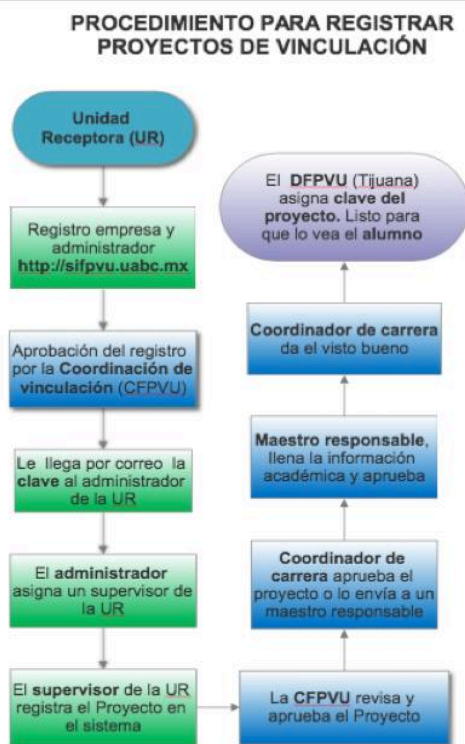 PROCEDIMIENTO PARA REGISTRAR
PROYECTOS DE VINCULACIÓN
Unidad
Receptora (UR)
Registro empresa y
administrador
http://sifpvu.uabc.mx
Aprobación del registro
por la Coordinación de
vinculación (CFPVU)
Le llega por correo la
clave al administrador
de la UR
El administrador
asigna un supervisor de
la UR
El supervisor de la UR
registra el Proyecto en
el sistema
La CFPVU revisa y
aprueba el Proyecto
Coordinador de
carrera aprueba el
proyecto o lo envía a un
maestro responsable
Maestro responsable,
llena la información
académica y aprueba
Coordinador de carrera
da el visto bueno
El DFPVU (Tijuana)
asigna clave del
proyecto. Listo para
que lo vea el alumno